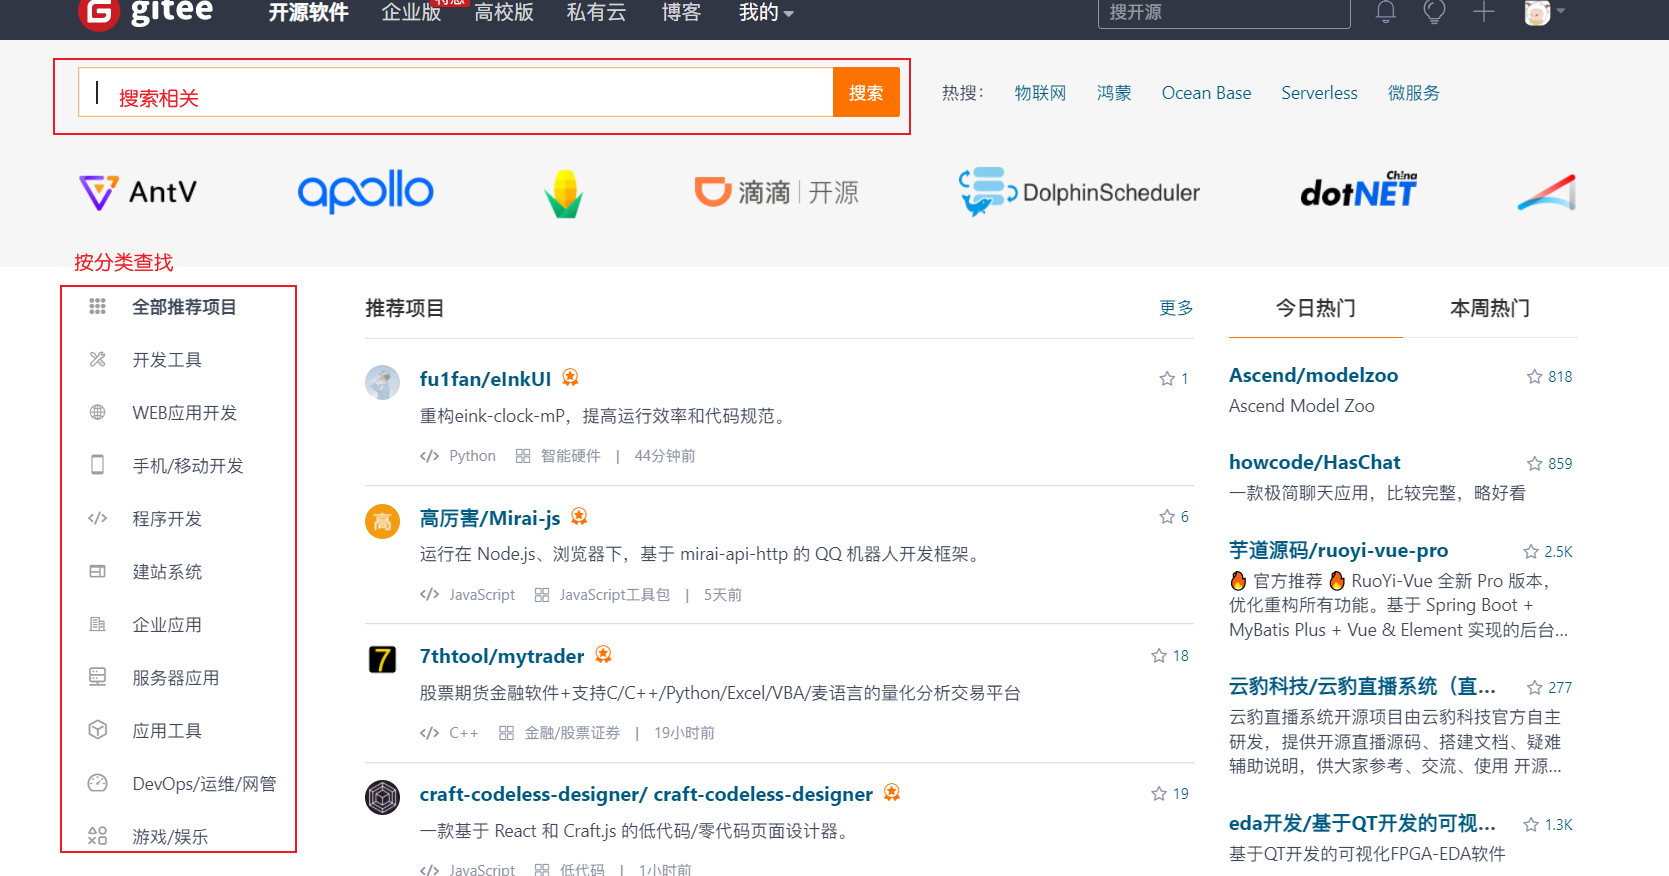 gitee 开源软件 企业版 特惠 高校版 私有云 博客 我的 搜开源
搜索相关 搜索 热搜： 物联网 鸿蒙 Ocean Base Serverless 微服务
AntV apollo 滴滴 | 开源 DolphinScheduler dotNET China
按分类查找
全部推荐项目
开发工具
WEB应用开发
手机/移动开发
程序开发
建站系统
企业应用
服务器应用
应用工具
DevOps/运维/网管
游戏/娱乐
推荐项目 更多
fu1fan/eInkUI 1
重构eink-clock-mP，提高运行效率和代码规范。
</> Python 智能硬件 | 44分钟前
高 高厉害/Mirai-js 6
运行在 Node.js、浏览器下，基于 mirai-api-http 的 QQ 机器人开发框架。
</> JavaScript JavaScript工具包 | 5天前
7 7thtool/mytrader 18
股票期货金融软件+支持C/C++/Python/Excel/VBA/麦语言的量化分析交易平台
</> C++ 金融/股票证券 | 19小时前
craft-codeless-designer/ craft-codeless-designer 19
一款基于 React 和 Craft.js 的低代码/零代码页面设计器。
</> JavaScript 低代码 | 1小时前
今日热门 本周热门
Ascend/modelzoo 818
Ascend Model Zoo
howcode/HasChat 859
一款极简聊天应用，比较完整，略好看
芋道源码/ruoyi-vue-pro 2.5K
🔥 官方推荐 🔥 RuoYi-Vue 全新 Pro 版本，
优化重构所有功能。基于 Spring Boot +
MyBatis Plus + Vue & Element 实现的后台...
云豹科技/云豹直播系统（直... 277
云豹直播系统开源项目由云豹科技官方自主
研发，提供开源直播源码、搭建文档、疑难
辅助说明，供大家参考、交流、使用 开源...
eda开发/基于QT开发的可视... 1.3K
基于QT开发的可视化FPGA-EDA软件